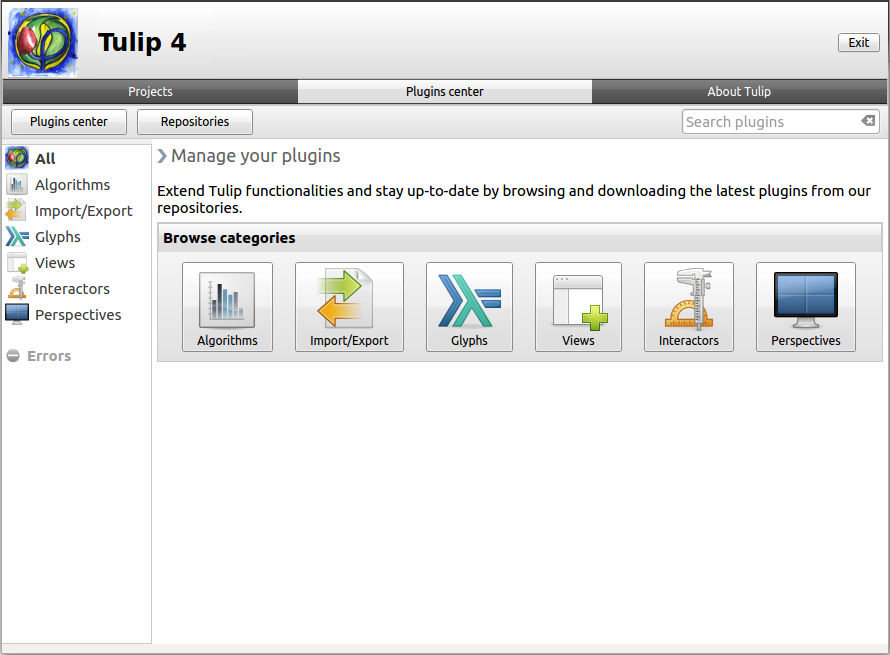 Tulip 4
Exit
Projects
Plugins center
About Tulip
Plugins center
Repositories
Search plugins
All
Algorithms
Import/Export
Glyphs
Views
Interactors
Perspectives
Errors
Manage your plugins
Extend Tulip functionalities and stay up-to-date by browsing and downloading the latest plugins from our
repositories.
Browse categories
Algorithms
Import/Export
Glyphs
Views
Interactors
Perspectives